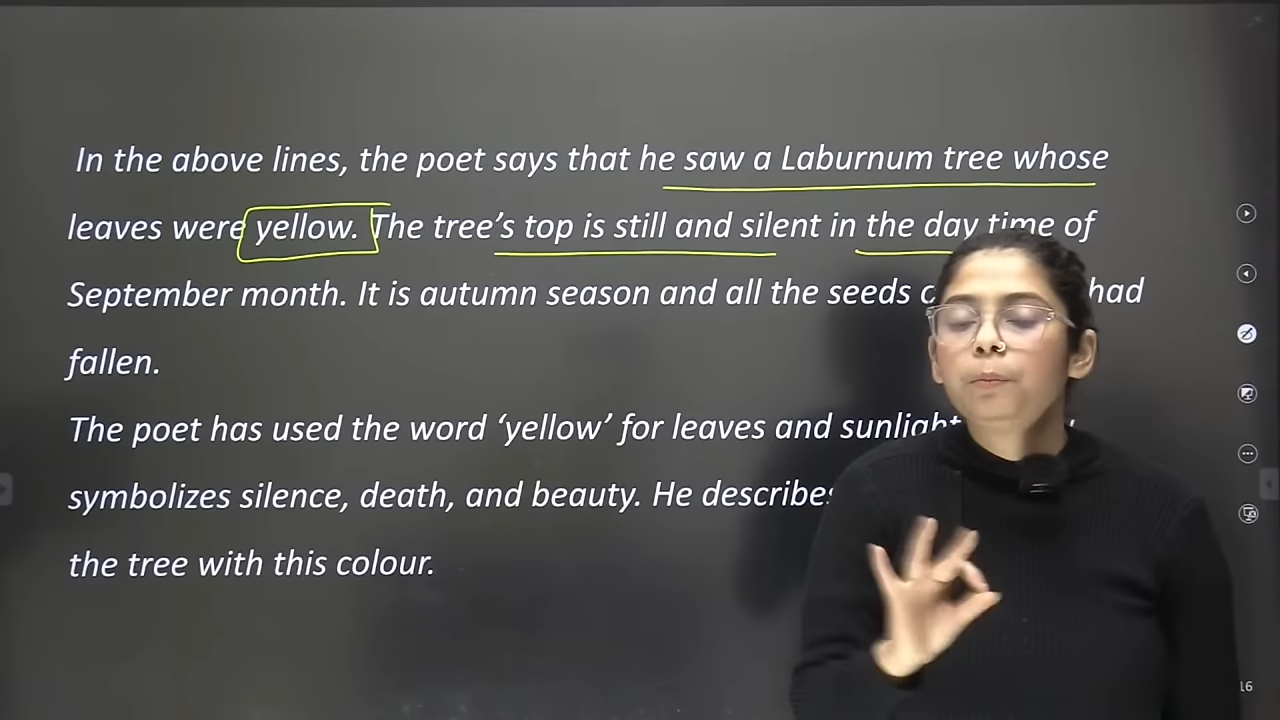 In the above lines, the poet says that he saw a Laburnum tree whose
leaves were yellow. The tree's top is still and silent in the day time of
September month. It is autumn season and all the seeds had
fallen.
The poet has used the word ‘yellow’ for leaves and sunlight
symbolizes silence, death, and beauty. He describes
the tree with this colour.
16